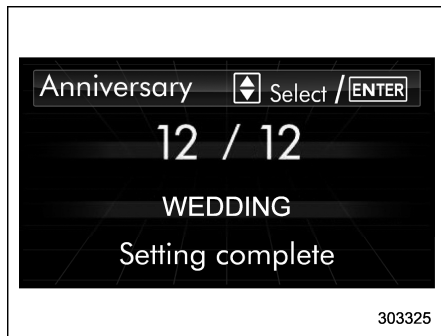 Anniversary Select / ENTER
12 / 12
WEDDING
Setting complete
303325